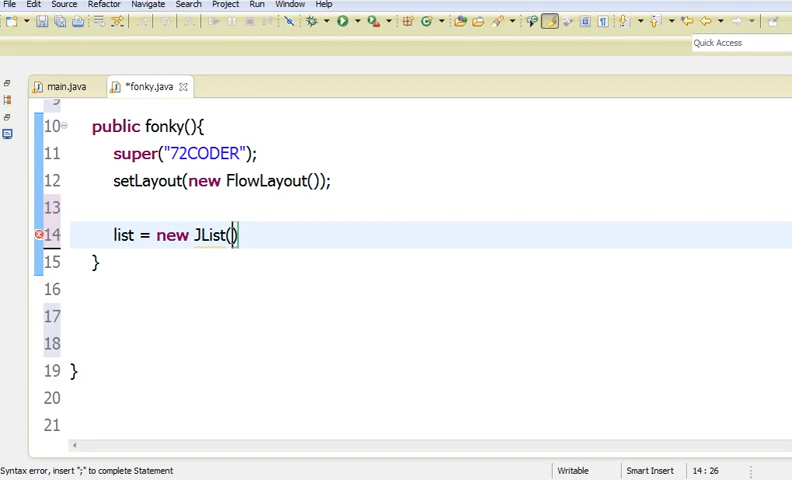 File Edit Source Refactor Navigate Search Project Run Window Help
Quick Access
main.java *fonky.java
9
10 public fonky(){
11 super("72CODER");
12 setLayout(new FlowLayout());
13
14 list = new JList()
15 }
16
17
18
19 }
20
21
Syntax error, insert ";" to complete Statement Writable Smart Insert 14 : 26